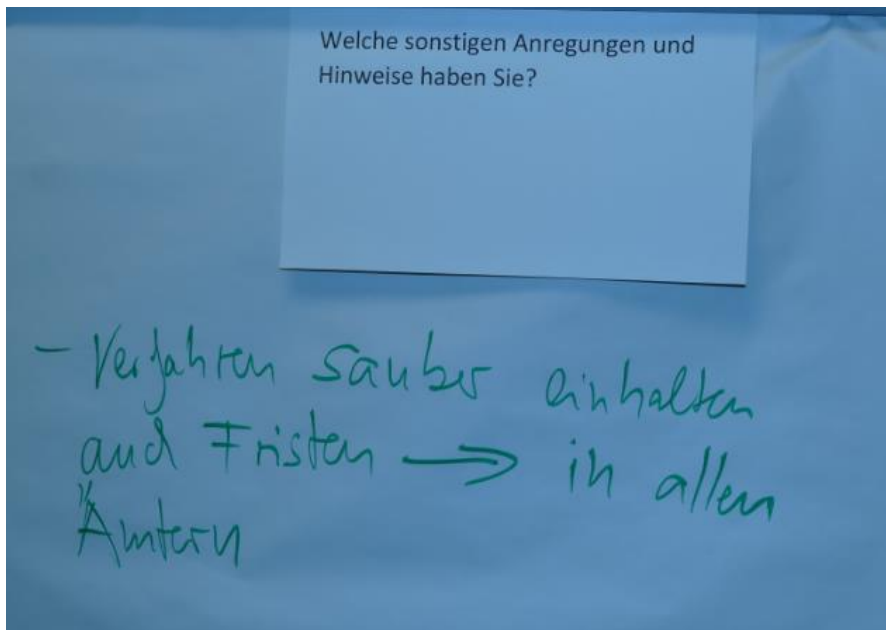 Welche sonstigen Anregungen und
Hinweise haben Sie?
- Verfahren sauber einhalten
auch Fristen → in allen
Ämtern